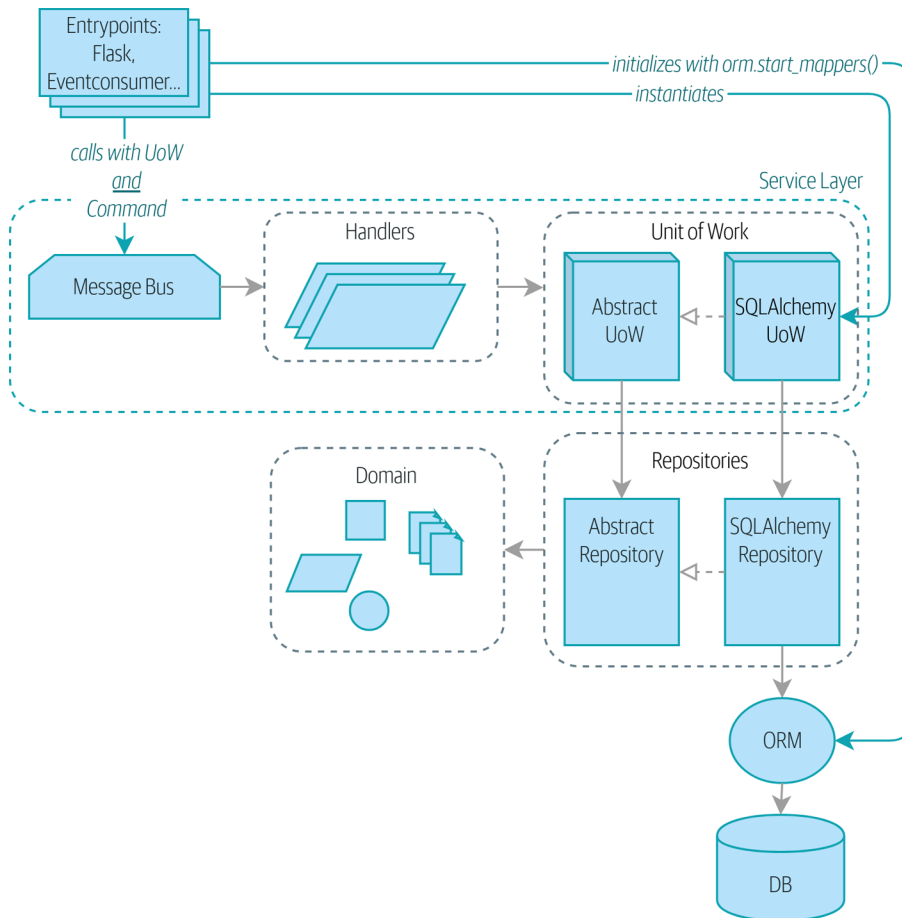 Entrypoints:
Flask,
Eventconsumer...
initializes with orm.start_mappers()
instantiates
calls with UoW
and
Command
Service Layer
Message Bus
Handlers
Unit of Work
Abstract
UoW
SQLAlchemy
UoW
Domain
Repositories
Abstract
Repository
SQLAlchemy
Repository
ORM
DB